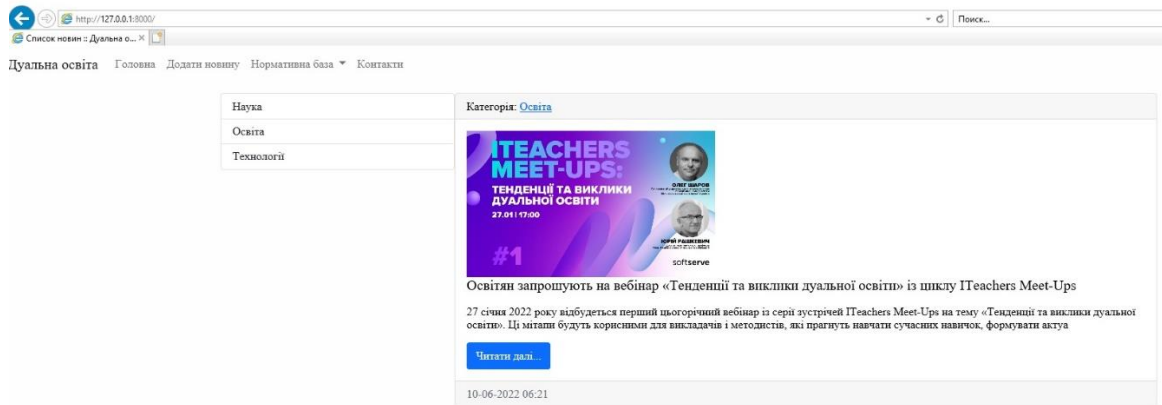 http://127.0.0.1:8000/
Поиск...
Список новин :: Дуальна о...
Дуальна освіта Головна Додати новину Нормативна база Контакти
Наука
Освіта
Технології
Категорія: Освіта
ITEACHERS
MEET-UPS:
ТЕНДЕНЦІЇ ТА ВИКЛИКИ
ДУАЛЬНОЇ ОСВІТИ
27.01 | 17:00
ОЛЕГ ШАРОВ
ЮРІЙ РАШКЕВИЧ
#1
softserve
Освітян запрошують на вебінар «Тенденції та виклики дуальної освіти» із циклу ITeachers Meet-Ups
27 січня 2022 року відбудеться перший цьогорічний вебінар із серії зустрічей ITeachers Meet-Ups на тему «Тенденції та виклики дуальної
освіти». Ці мітапи будуть корисними для викладачів і методистів, які прагнуть навчати сучасних навичок, формувати актуа
Читати далі...
10-06-2022 06:21